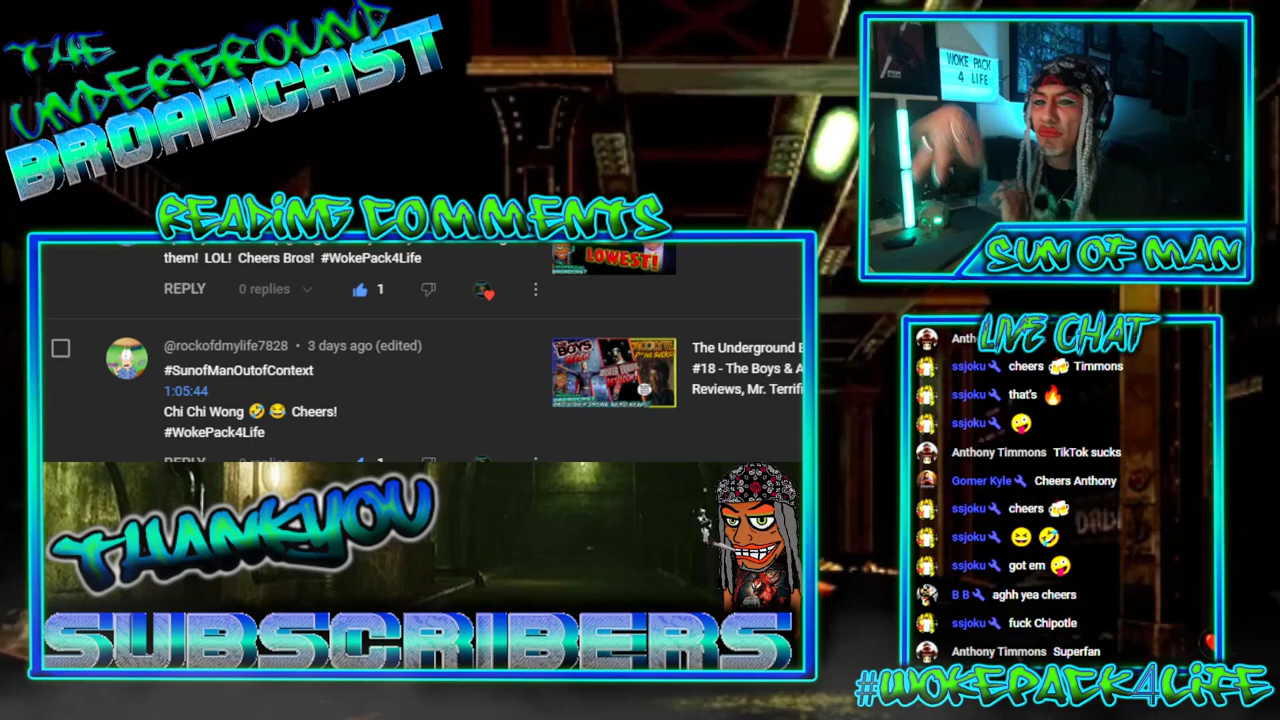 THE
UNDERGROUND
BROADCAST
WOKE PACK
4 LIFE
SUN OF MAN
READING COMMENTS
them! LOL! Cheers Bros! #WokePack4Life
LOWEST!
REPLY 0 replies 1
@rockofdmylife7828 • 3 days ago (edited)
#SunofManOutofContext
1:05:44
Chi Chi Wong 🤣 😂 Cheers!
#WokePack4Life
The Underground B
#18 - The Boys & A
Reviews, Mr. Terrifi
THE BOYS
THANKYOU
SUBSCRIBERS
LIVE CHAT
Anth
ssjoku cheers 🍻 Timmons
ssjoku that's 🔥
ssjoku 🤪
Anthony Timmons TikTok sucks
Gomer Kyle Cheers Anthony
ssjoku cheers 🍻
ssjoku 😆 🤣
ssjoku got em 🤪
B B aghh yea cheers
ssjoku fuck Chipotle
Anthony Timmons Superfan
#WOKEPACK4LIFE